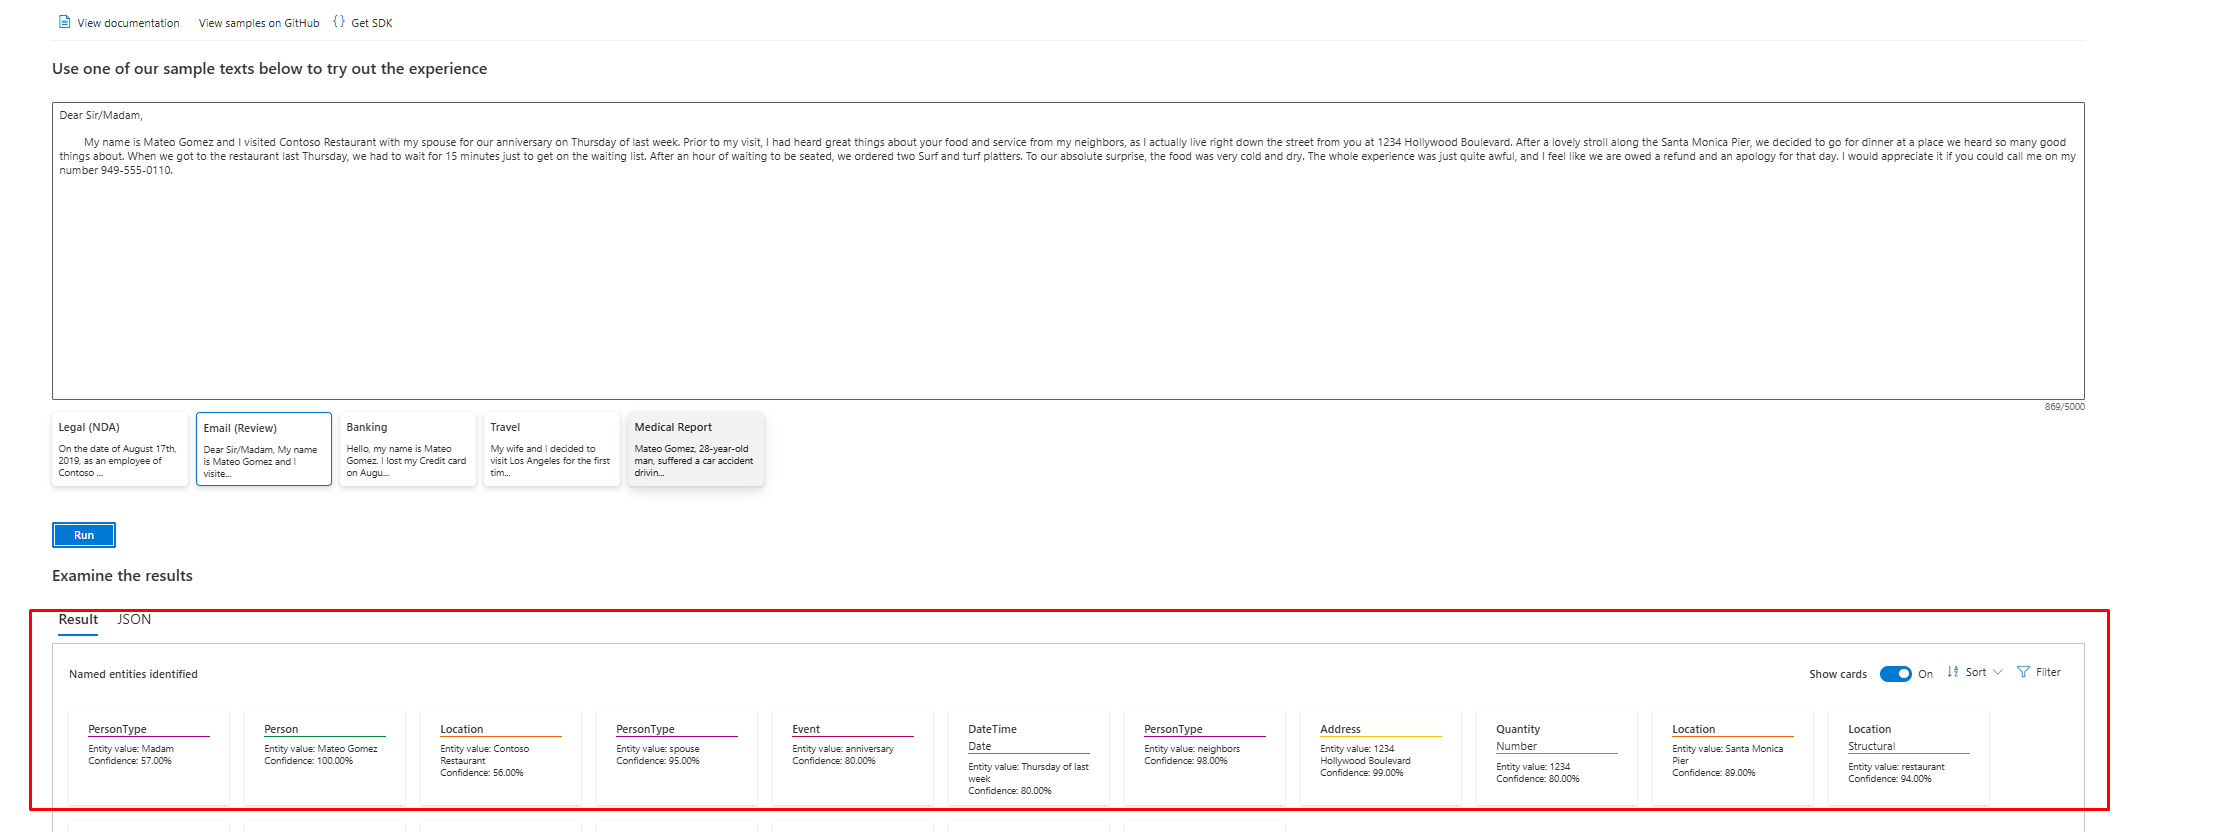 View documentation View samples on GitHub {} Get SDK
Use one of our sample texts below to try out the experience
Dear Sir/Madam,
My name is Mateo Gomez and I visited Contoso Restaurant with my spouse for our anniversary on Thursday of last week. Prior to my visit, I had heard great things about your food and service from my neighbors, as I actually live right down the street from you at 1234 Hollywood Boulevard. After a lovely stroll along the Santa Monica Pier, we decided to go for dinner at a place we heard so many good
things about. When we got to the restaurant last Thursday, we had to wait for 15 minutes just to get on the waiting list. After an hour of waiting to be seated, we ordered two Surf and turf platters. To our absolute surprise, the food was very cold and dry. The whole experience was just quite awful, and I feel like we are owed a refund and an apology for that day. I would appreciate it if you could call me on my
number 949-555-0110.
869/5000
Legal (NDA)
On the date of August 17th,
2019, as an employee of
Contoso ...
Email (Review)
Dear Sir/Madam, My name
is Mateo Gomez and I
visite...
Banking
Hello, my name is Mateo
Gomez. I lost my Credit card
on Augu...
Travel
My wife and I decided to
visit Los Angeles for the first
tim...
Medical Report
Mateo Gomez, 28-year-old
man, suffered a car accident
drivin...
Run
Examine the results
Result JSON
Named entities identified
Show cards On Sort Filter
PersonType
Entity value: Madam
Confidence: 57.00%
Person
Entity value: Mateo Gomez
Confidence: 100.00%
Location
Entity value: Contoso
Restaurant
Confidence: 56.00%
PersonType
Entity value: spouse
Confidence: 95.00%
Event
Entity value: anniversary
Confidence: 80.00%
DateTime
Date
Entity value: Thursday of last
week
Confidence: 80.00%
PersonType
Entity value: neighbors
Confidence: 98.00%
Address
Entity value: 1234
Hollywood Boulevard
Confidence: 99.00%
Quantity
Number
Entity value: 1234
Confidence: 80.00%
Location
Entity value: Santa Monica
Pier
Confidence: 89.00%
Location
Structural
Entity value: restaurant
Confidence: 94.00%